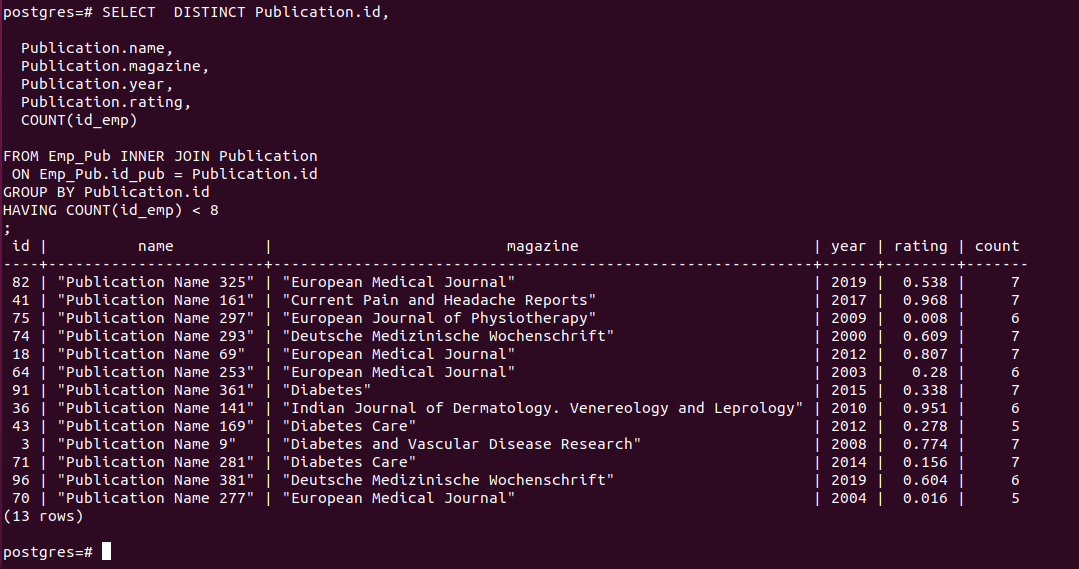 postgres=# SELECT  DISTINCT Publication.id,
  Publication.name,
  Publication.magazine,
  Publication.year,
  Publication.rating,
  COUNT(id_emp)
FROM Emp_Pub INNER JOIN Publication
 ON Emp_Pub.id_pub = Publication.id
GROUP BY Publication.id
HAVING COUNT(id_emp) < 8
;
 id |          name          |                          magazine                          | year | rating | count
----+------------------------+------------------------------------------------------------+------+--------+-------
 82 | "Publication Name 325" | "European Medical Journal"                                 | 2019 |  0.538 |     7
 41 | "Publication Name 161" | "Current Pain and Headache Reports"                        | 2017 |  0.968 |     7
 75 | "Publication Name 297" | "European Journal of Physiotherapy"                        | 2009 |  0.008 |     6
 74 | "Publication Name 293" | "Deutsche Medizinische Wochenschrift"                      | 2000 |  0.609 |     7
 18 | "Publication Name 69"  | "European Medical Journal"                                 | 2012 |  0.807 |     7
 64 | "Publication Name 253" | "European Medical Journal"                                 | 2003 |   0.28 |     6
 91 | "Publication Name 361" | "Diabetes"                                                 | 2015 |  0.338 |     7
 36 | "Publication Name 141" | "Indian Journal of Dermatology. Venereology and Leprology" | 2010 |  0.951 |     6
 43 | "Publication Name 169" | "Diabetes Care"                                            | 2012 |  0.278 |     5
  3 | "Publication Name 9"   | "Diabetes and Vascular Disease Research"                   | 2008 |  0.774 |     7
 71 | "Publication Name 281" | "Diabetes Care"                                            | 2014 |  0.156 |     7
 96 | "Publication Name 381" | "Deutsche Medizinische Wochenschrift"                      | 2019 |  0.604 |     6
 70 | "Publication Name 277" | "European Medical Journal"                                 | 2004 |  0.016 |     5
(13 rows)
postgres=#